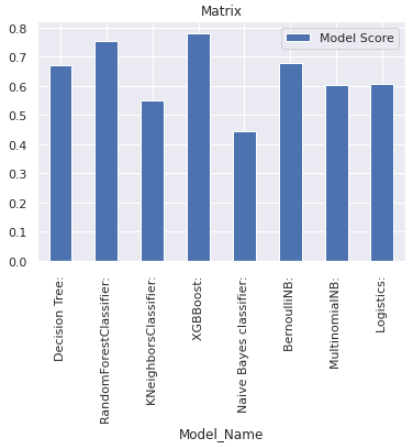 Matrix
Model Score
0.8
0.7
0.6
0.5
0.4
0.3
0.2
0.1
0.0
Decision Tree:
RandomForestClassifier:
KNeighborsClassifier:
XGBBoost:
Naive Bayes classifier:
BernoulliNB:
MultinomialNB:
Logistics:
Model_Name